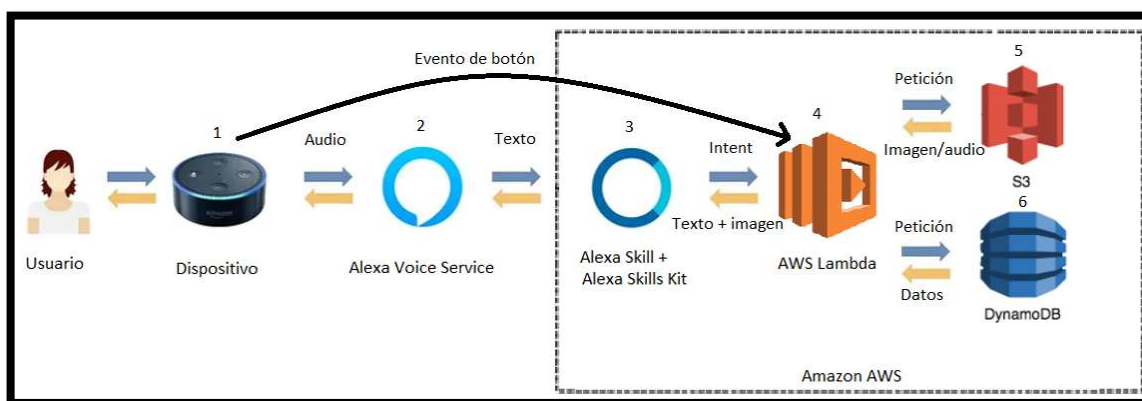 Evento de botón
1
Audio
2
Texto
3
Intent
4
Petición
5
Imagen/audio
S3
Texto + imagen
Petición
6
Datos
Usuario
Dispositivo
Alexa Voice Service
Alexa Skill +
Alexa Skills Kit
AWS Lambda
DynamoDB
Amazon AWS
amazon